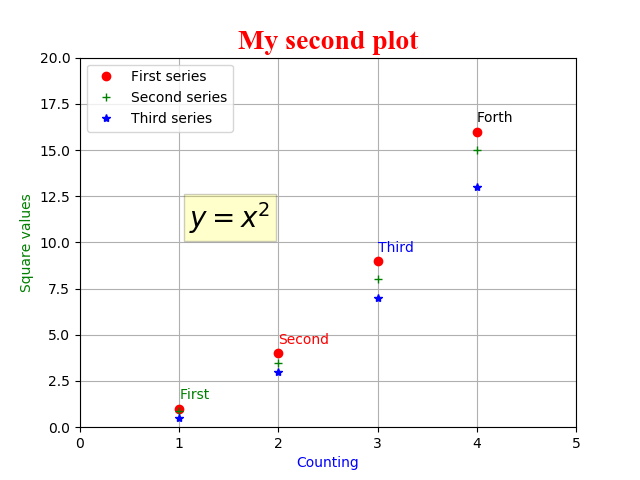 My second plot
20.0
17.5
15.0
12.5
10.0
7.5
5.0
2.5
0.0
Square values
First series
Second series
Third series
Forth
y = x²
Third
Second
First
0 1 2 3 4 5
Counting